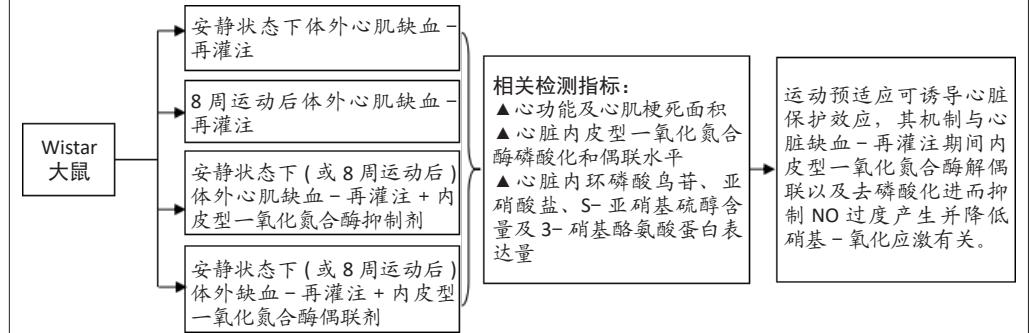 Wistar
大鼠
安静状态下体外心肌缺血-
再灌注
8 周运动后体外心肌缺血-
再灌注
安静状态下 ( 或 8 周运动后 )
体外心肌缺血-再灌注 + 内
皮型一氧化氮合酶抑制剂
安静状态下 ( 或 8 周运动后 )
体外缺血-再灌注 + 内皮型
一氧化氮合酶偶联剂
相关检测指标:
▲心功能及心肌梗死面积
▲心脏内皮型一氧化氮合
酶磷酸化和偶联水平
▲心脏内环磷酸鸟苷、亚
硝酸盐、S-亚硝基硫醇含
量及 3-硝基酪氨酸蛋白表
达量
运动预适应可诱导心脏
保护效应,其机制与心
脏缺血-再灌注期间内
皮型一氧化氮合酶解偶
联以及去磷酸化进而抑
制 NO 过度产生并降低
硝基-氧化应激有关。